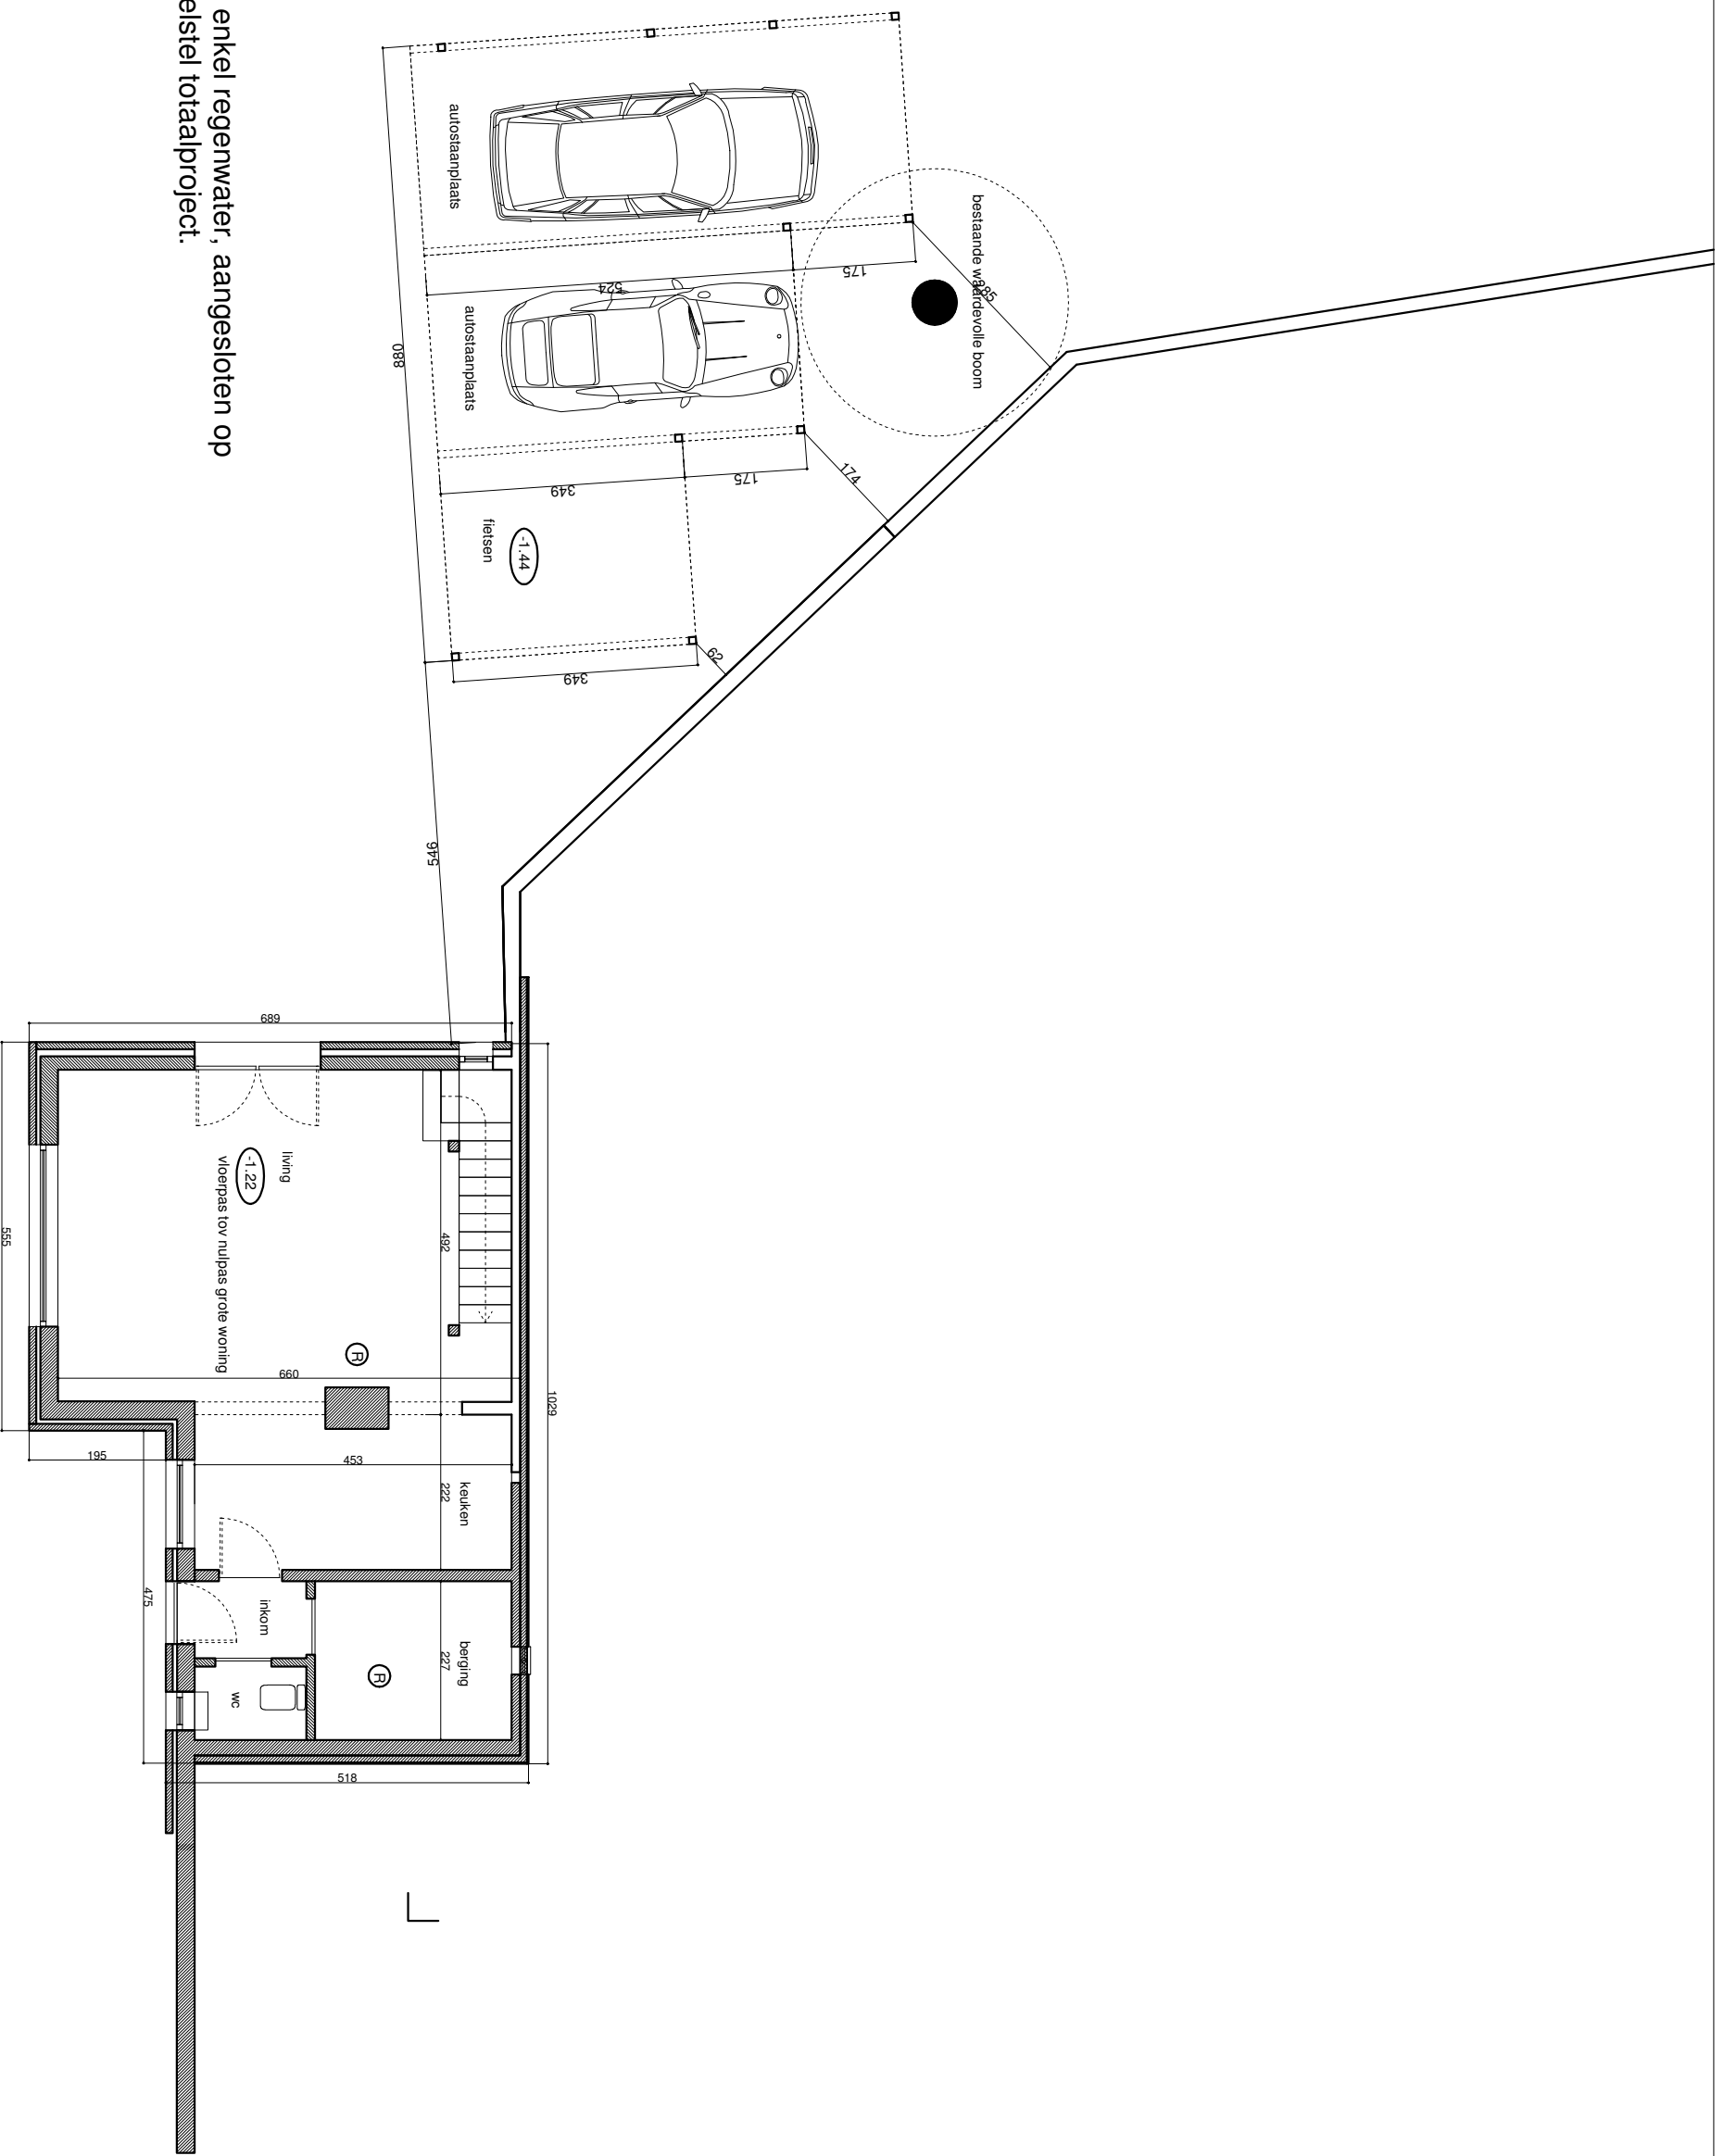 enkel regenwater, aangesloten op
elstel totaalproject.
autostaanplaats
autostaanplaats
fietsen
-1.44
bestaande waardevolle boom
285
175
524
880
174
175
349
62
349
546
689
555
living
-1.22
vloerpas tov nulpas grote woning
492
R
660
1029
195
453
keuken
222
475
inkom
berging
227
R
wc
518